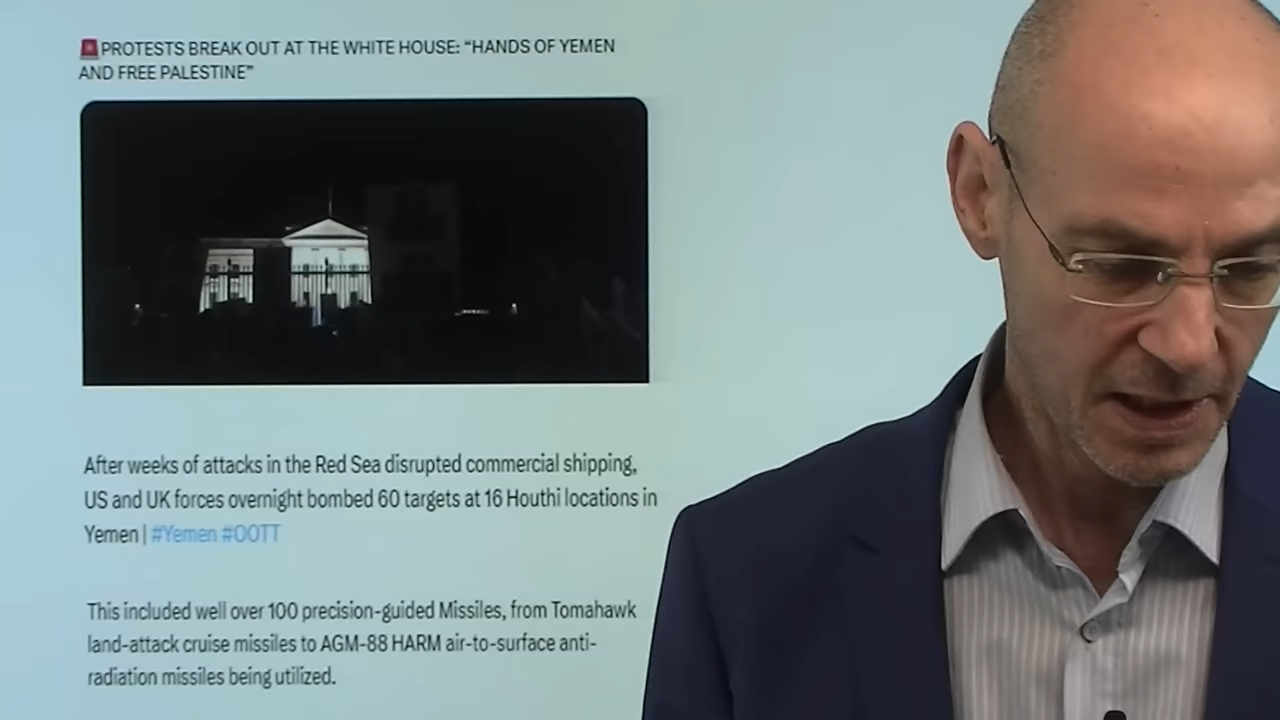 🚨PROTESTS BREAK OUT AT THE WHITE HOUSE: “HANDS OF YEMEN
AND FREE PALESTINE”
After weeks of attacks in the Red Sea disrupted commercial shipping,
US and UK forces overnight bombed 60 targets at 16 Houthi locations in
Yemen | #Yemen #OOTT
This included well over 100 precision-guided Missiles, from Tomahawk
land-attack cruise missiles to AGM-88 HARM air-to-surface anti-
radiation missiles being utilized.